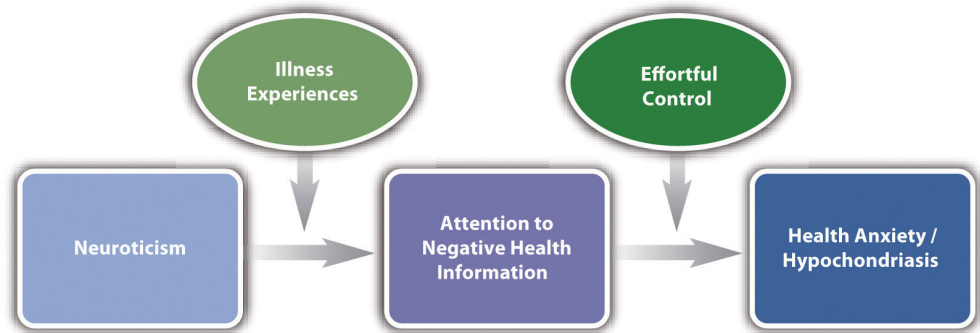 Illness
Experiences
Effortful
Control
Neuroticism
Attention to
Negative Health
Information
Health Anxiety /
Hypochondriasis